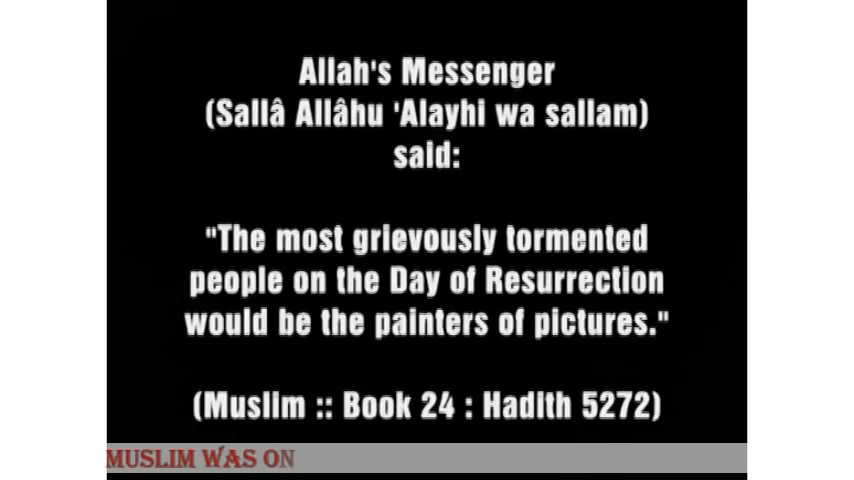 Allah's Messenger
(Sallâ Allâhu 'Alayhi wa sallam)
said:
"The most grievously tormented
people on the Day of Resurrection
would be the painters of pictures."
(Muslim :: Book 24 : Hadith 5272)
MUSLIM WAS ON